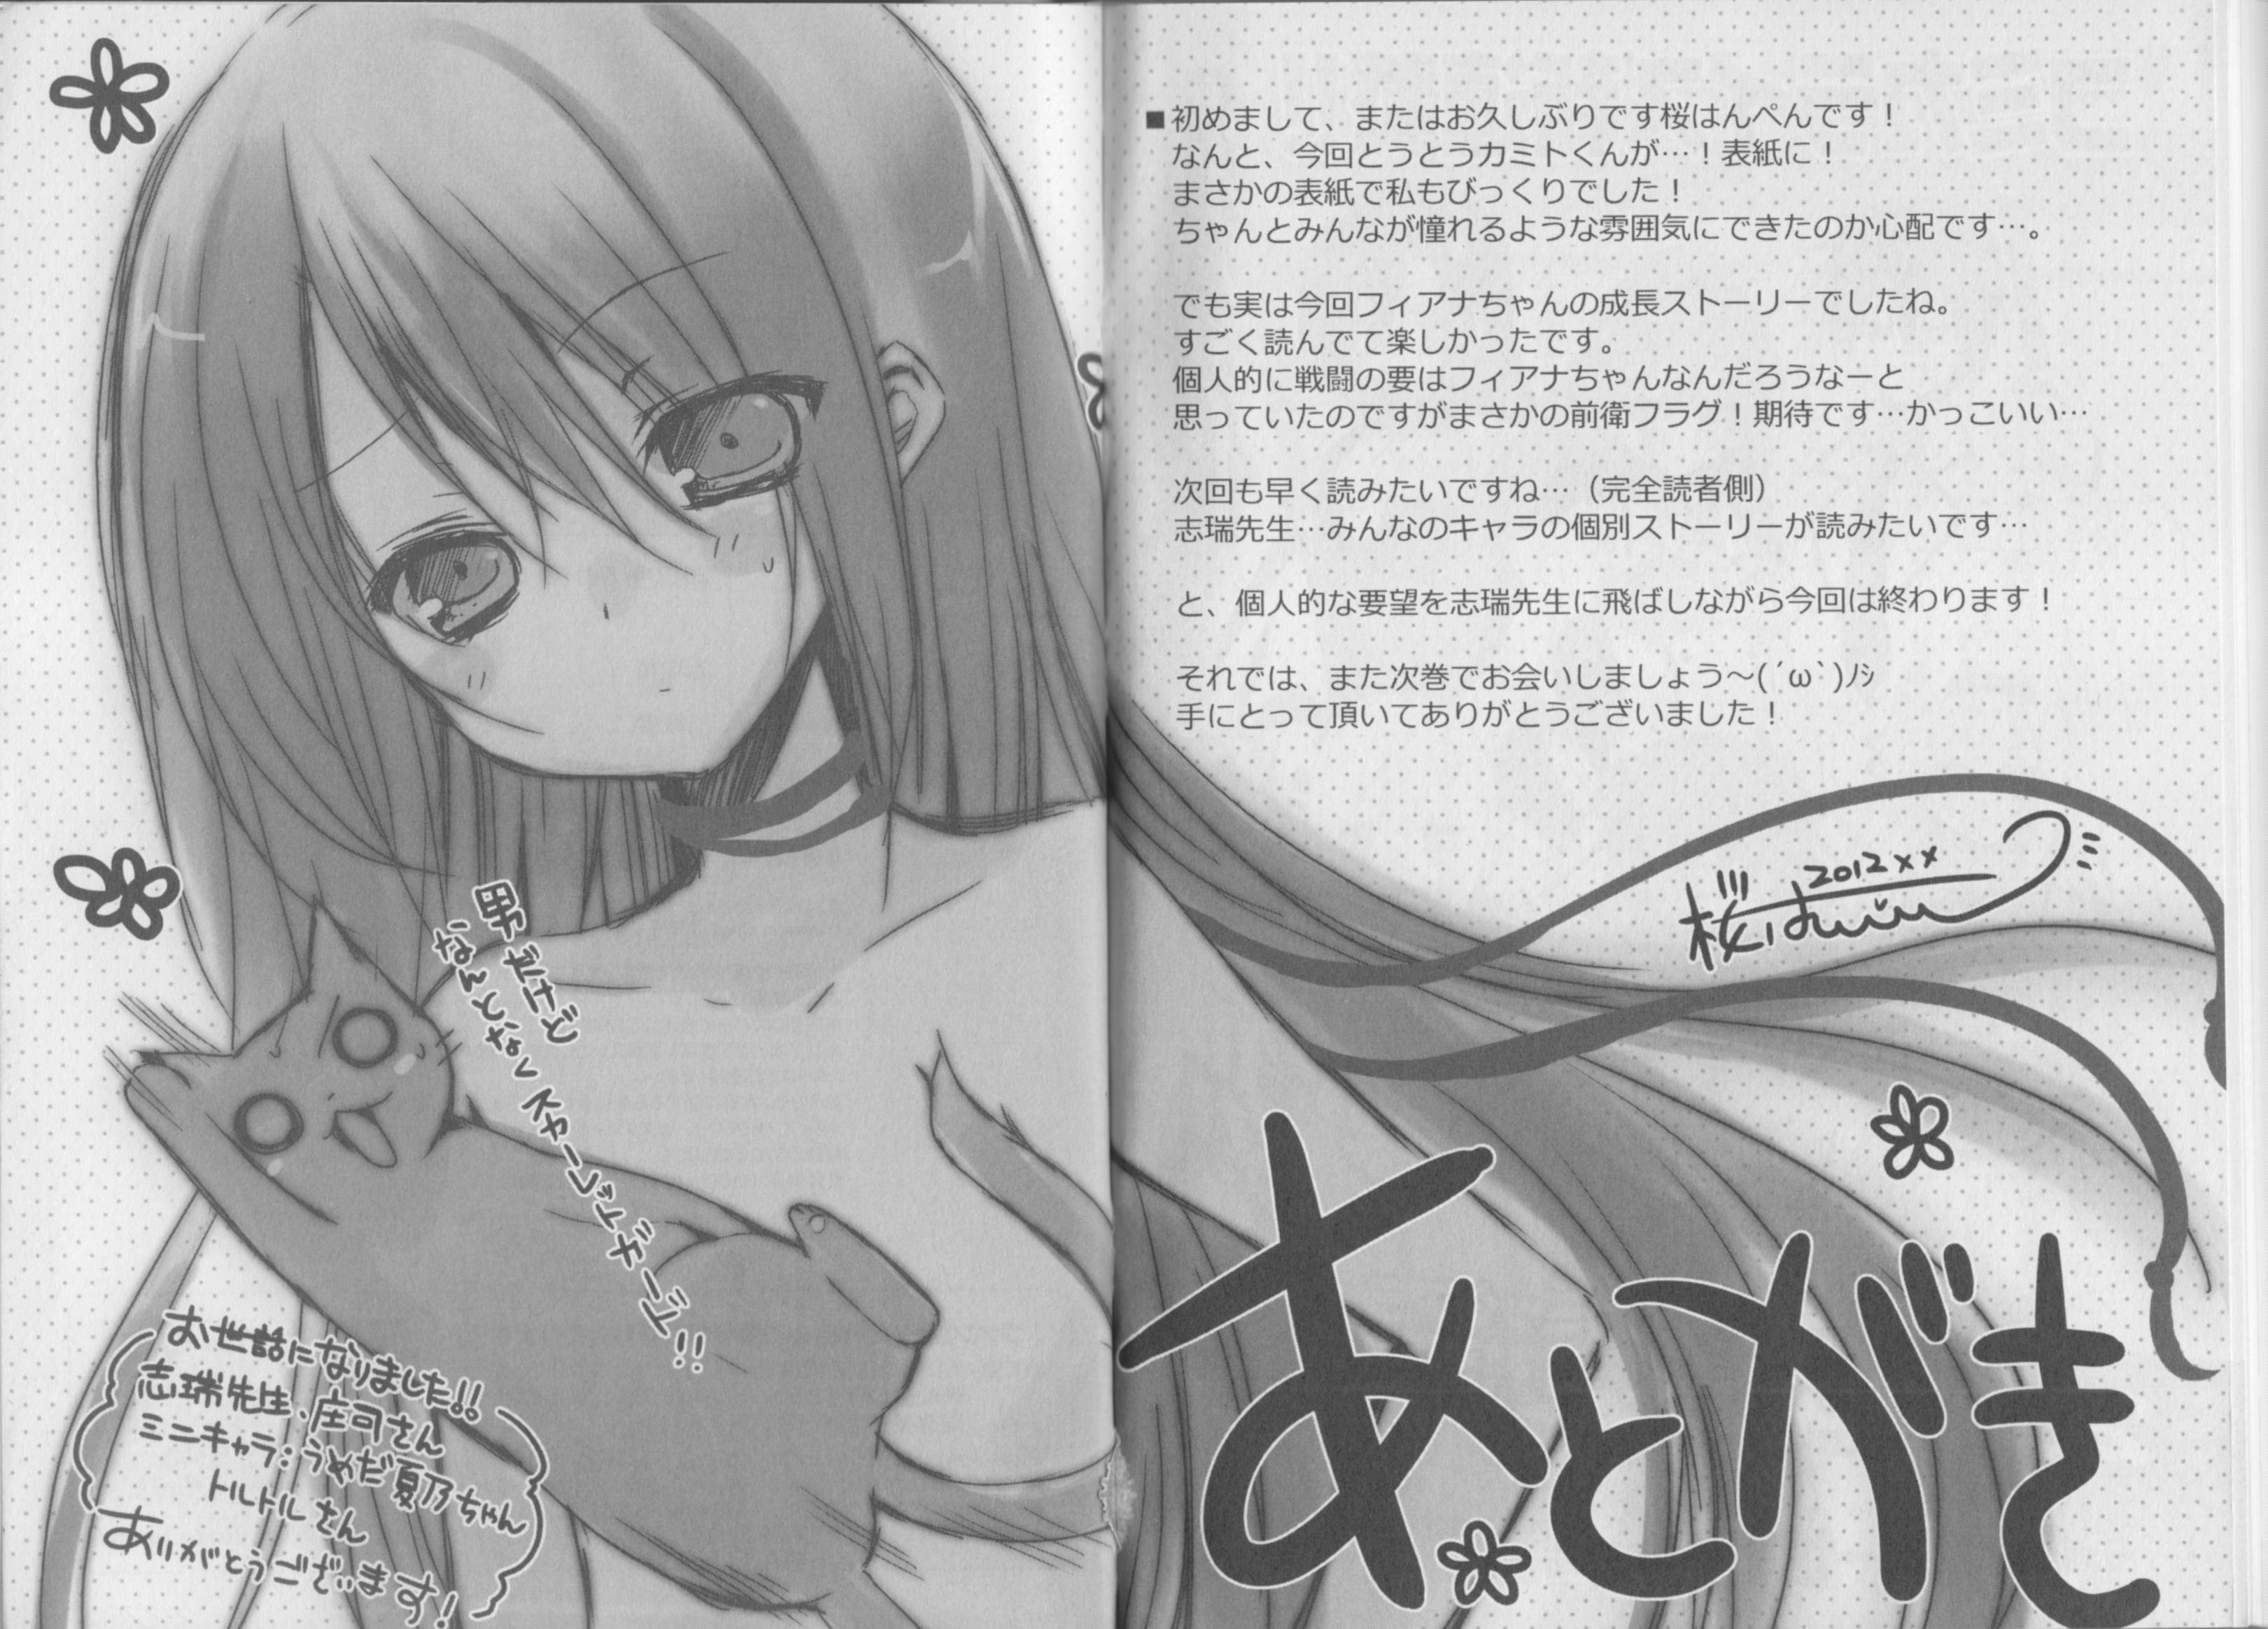 ■初めまして、またはお久しぶりです桜はんぺんです！
なんと、今回とうとうカミトくんが…！表紙に！
まさかの表紙で私もびっくりでした！
ちゃんとみんなが憧れるような雰囲気にできたのか心配です…。
でも実は今回フィアナちゃんの成長ストーリーでしたね。
すごく読んでて楽しかったです。
個人的に戦闘の要はフィアナちゃんなんだろうなーと
思っていたのですがまさかの前衛フラグ！期待です…かっこいい…
次回も早く読みたいですね…（完全読者側）
志瑞先生…みんなのキャラの個別ストーリーが読みたいです…
と、個人的な要望を志瑞先生に飛ばしながら今回は終わります！
それでは、また次巻でお会いしましょう～(´ω`)ﾉｼ
手にとって頂いてありがとうございました！
2012××
桜はんぺん
あとがき
男だけど
なんとなく スカーレットガード!!
お世話になりました!!
志瑞先生、庄司さん
ミニキャラ:うめだ夏乃ちゃん
トルトルさん
ありがとうございます!